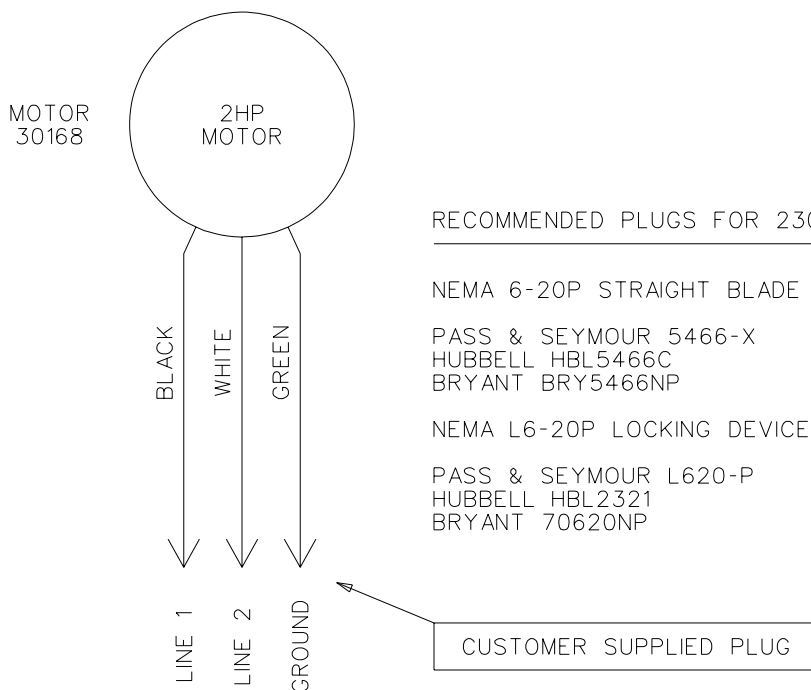 MOTOR
30168
2HP
MOTOR
RECOMMENDED PLUGS FOR 230
NEMA 6-20P STRAIGHT BLADE
PASS & SEYMOUR 5466-X
HUBBELL HBL5466C
BRYANT BRY5466NP
NEMA L6-20P LOCKING DEVICE
PASS & SEYMOUR L620-P
HUBBELL HBL2321
BRYANT 70620NP
BLACK
WHITE
GREEN
LINE 1
LINE 2
GROUND
CUSTOMER SUPPLIED PLUG